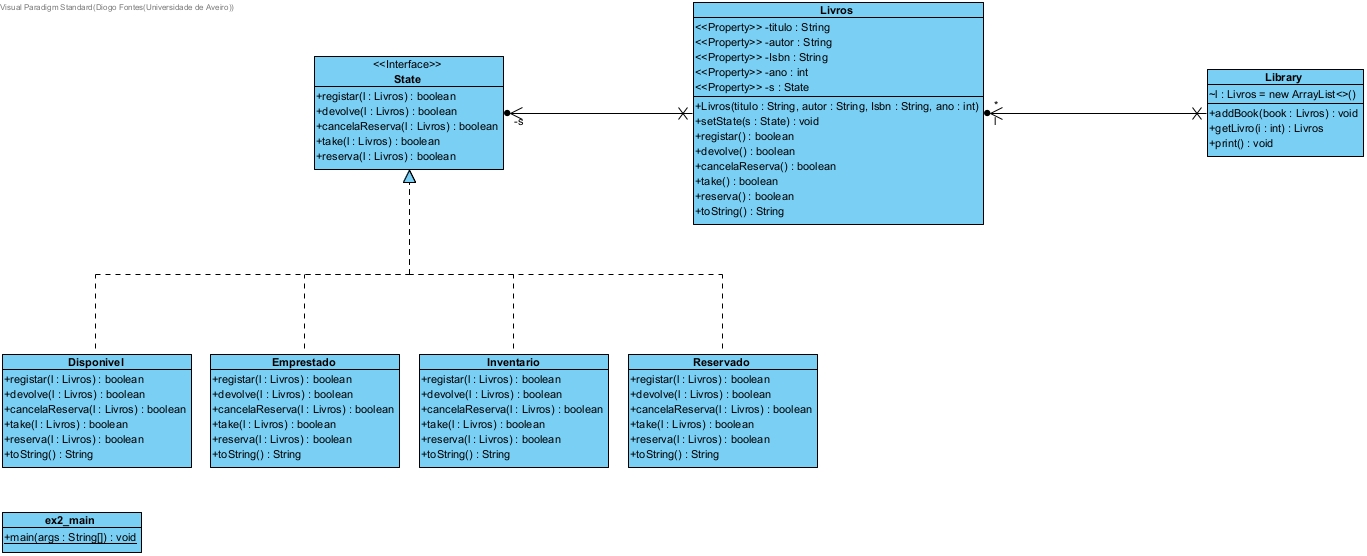 Visual Paradigm Standard(Diogo Fontes(Universidade de Aveiro))
Livros
<<Property>> -titulo : String
<<Property>> -autor : String
<<Property>> -Isbn : String
<<Property>> -ano : int
<<Property>> -s : State
+Livros(titulo : String, autor : String, Isbn : String, ano : int)
+setState(s : State) : void
+registar() : boolean
+devolve() : boolean
+cancelaReserva() : boolean
+take() : boolean
+reserva() : boolean
+toString() : String
<<Interface>>
State
+registar(l : Livros) : boolean
+devolve(l : Livros) : boolean
+cancelaReserva(l : Livros) : boolean
+take(l : Livros) : boolean
+reserva(l : Livros) : boolean
-s
*
l
Library
~l : Livros = new ArrayList<>()
+addBook(book : Livros) : void
+getLivro(i : int) : Livros
+print() : void
Disponivel
+registar(l : Livros) : boolean
+devolve(l : Livros) : boolean
+cancelaReserva(l : Livros) : boolean
+take(l : Livros) : boolean
+reserva(l : Livros) : boolean
+toString() : String
Emprestado
+registar(l : Livros) : boolean
+devolve(l : Livros) : boolean
+cancelaReserva(l : Livros) : boolean
+take(l : Livros) : boolean
+reserva(l : Livros) : boolean
+toString() : String
Inventario
+registar(l : Livros) : boolean
+devolve(l : Livros) : boolean
+cancelaReserva(l : Livros) : boolean
+take(l : Livros) : boolean
+reserva(l : Livros) : boolean
+toString() : String
Reservado
+registar(l : Livros) : boolean
+devolve(l : Livros) : boolean
+cancelaReserva(l : Livros) : boolean
+take(l : Livros) : boolean
+reserva(l : Livros) : boolean
+toString() : String
ex2_main
+main(args : String[]) : void